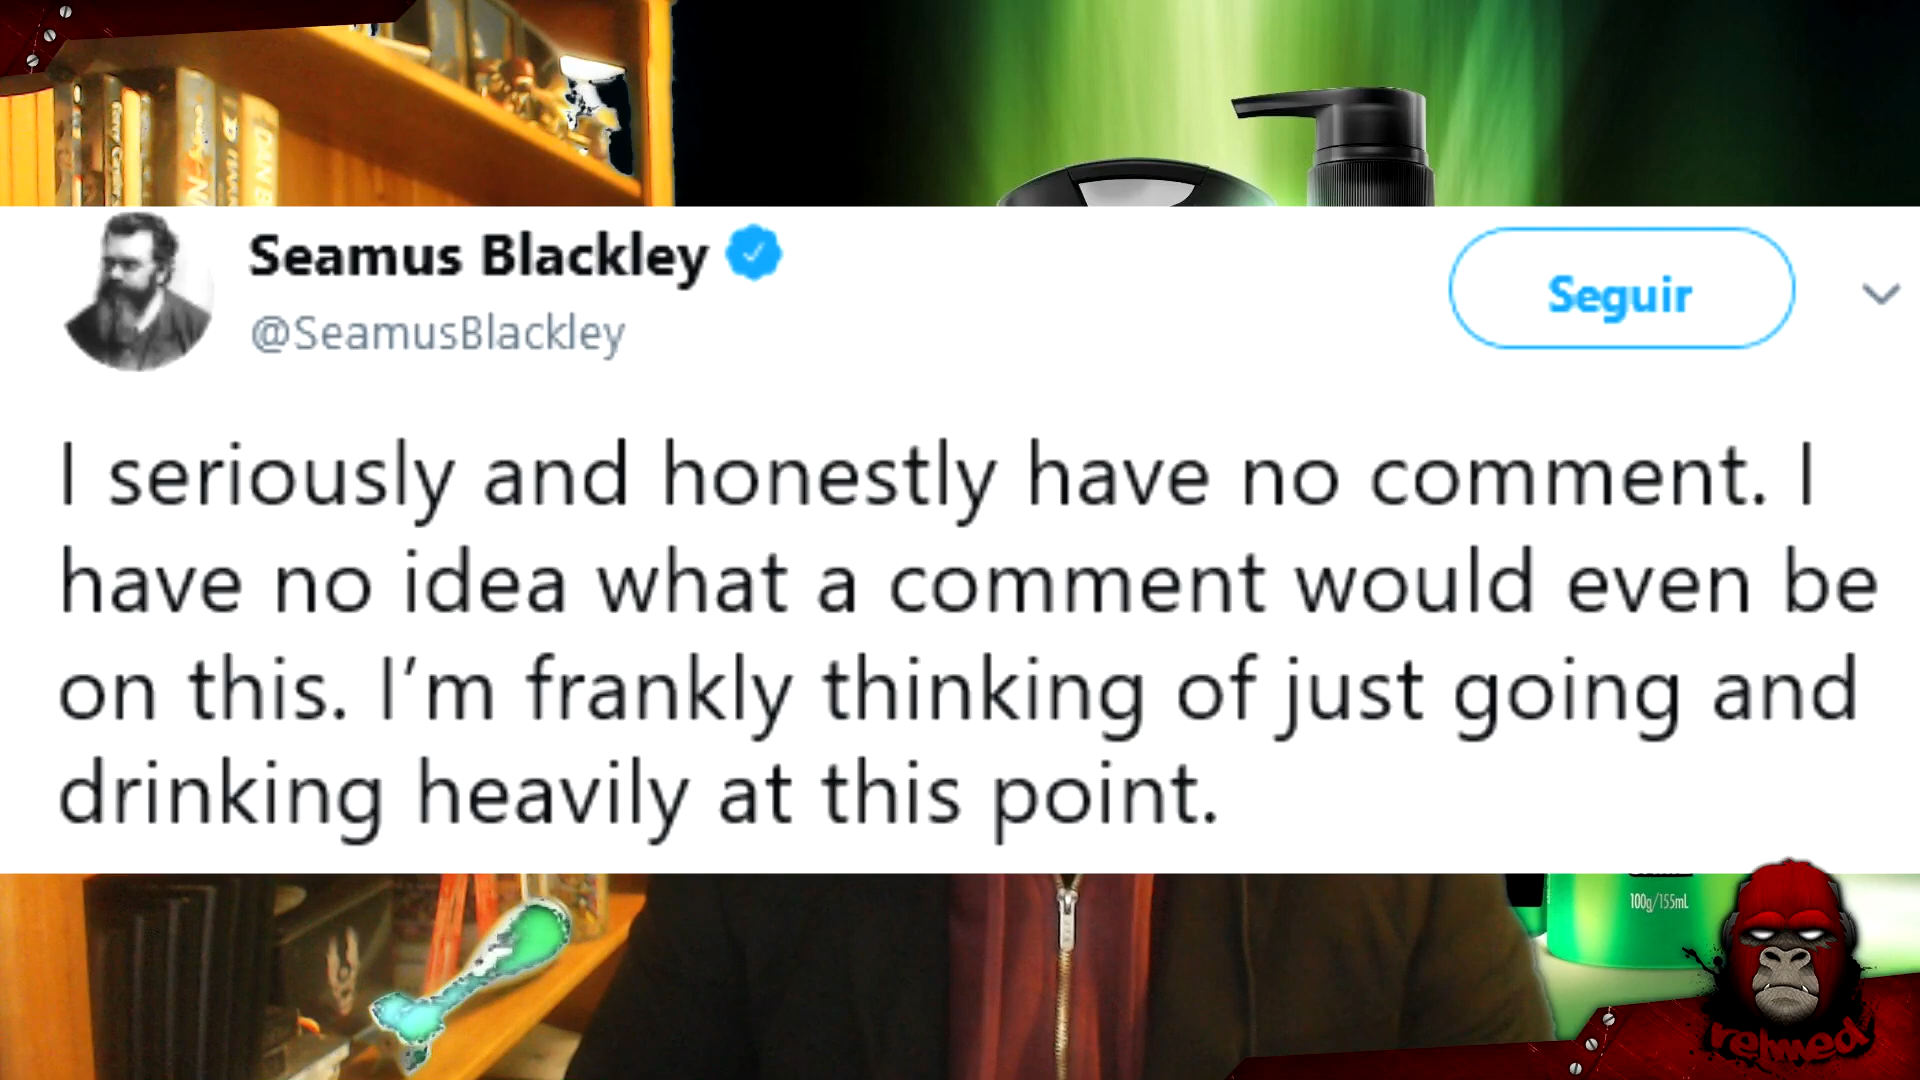 DAN B
Seamus Blackley
@SeamusBlackley
Seguir
I seriously and honestly have no comment. I
have no idea what a comment would even be
on this. I’m frankly thinking of just going and
drinking heavily at this point.
100g/155mL